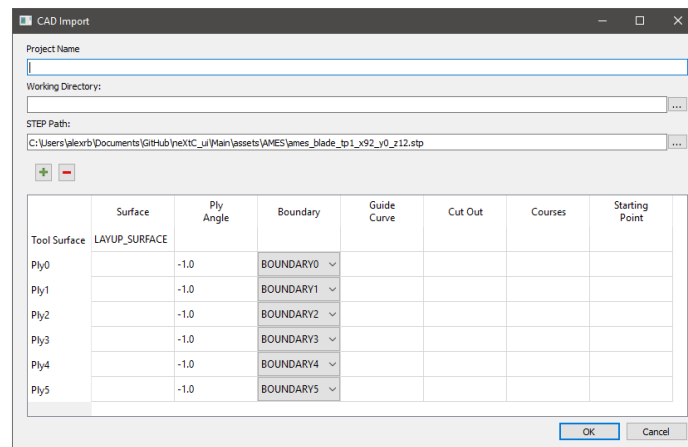 CAD Import
Project Name
Working Directory:
...
STEP Path:
C:\Users\alexrb\Documents\GitHub\neXtC_ui\Main\assets\AMES\ames_blade_tp1_x92_y0_z12.stp
...
Surface Ply Angle Boundary Guide Curve Cut Out Courses Starting Point
Tool Surface LAYUP_SURFACE
Ply0 -1.0 BOUNDARY0
Ply1 -1.0 BOUNDARY1
Ply2 -1.0 BOUNDARY2
Ply3 -1.0 BOUNDARY3
Ply4 -1.0 BOUNDARY4
Ply5 -1.0 BOUNDARY5
OK Cancel